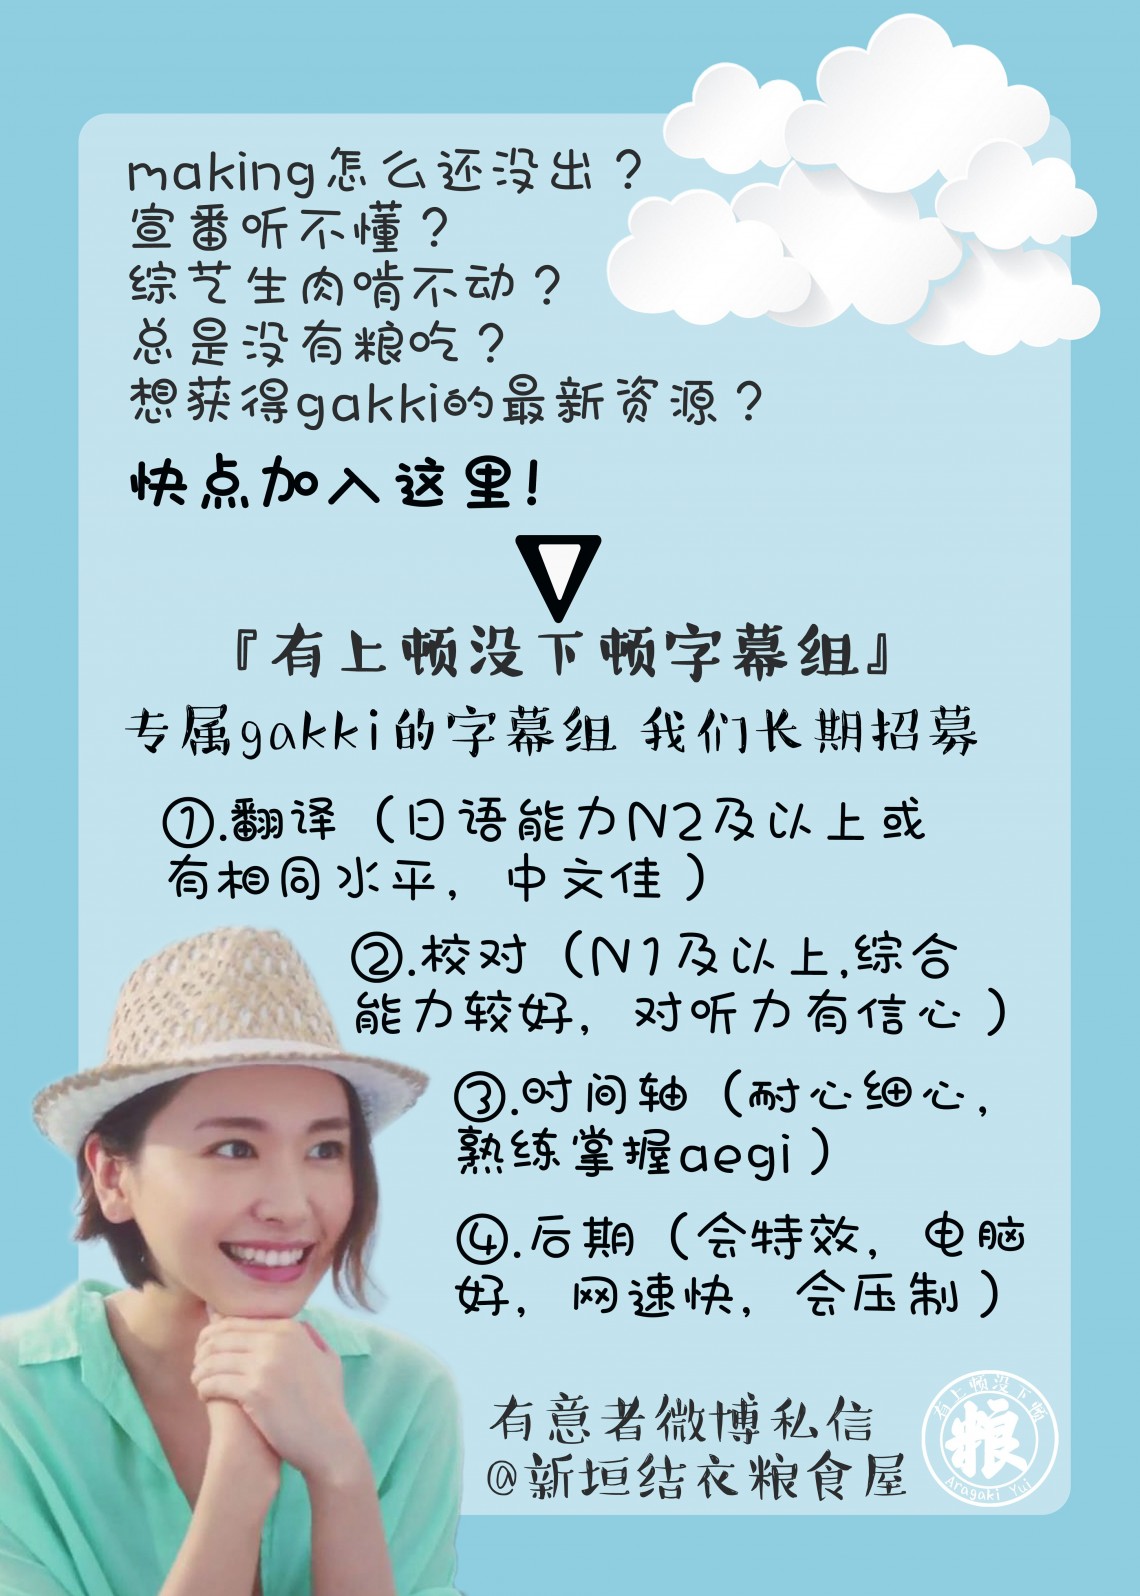 making怎么还没出？
宣番听不懂？
综艺生肉啃不动？
总是没有粮吃？
想获得gakki的最新资源？
快点加入这里！
『有上顿没下顿字幕组』
专属gakki的字幕组 我们长期招募
①.翻译（日语能力N2及以上或
有相同水平，中文佳）
②.校对（N1及以上,综合
能力较好，对听力有信心）
③.时间轴（耐心细心，
熟练掌握aegi）
④.后期（会特效，电脑
好，网速快，会压制）
有意者微博私信
@新垣结衣粮食屋
有上顿没下顿
粮
Aragaki Yui